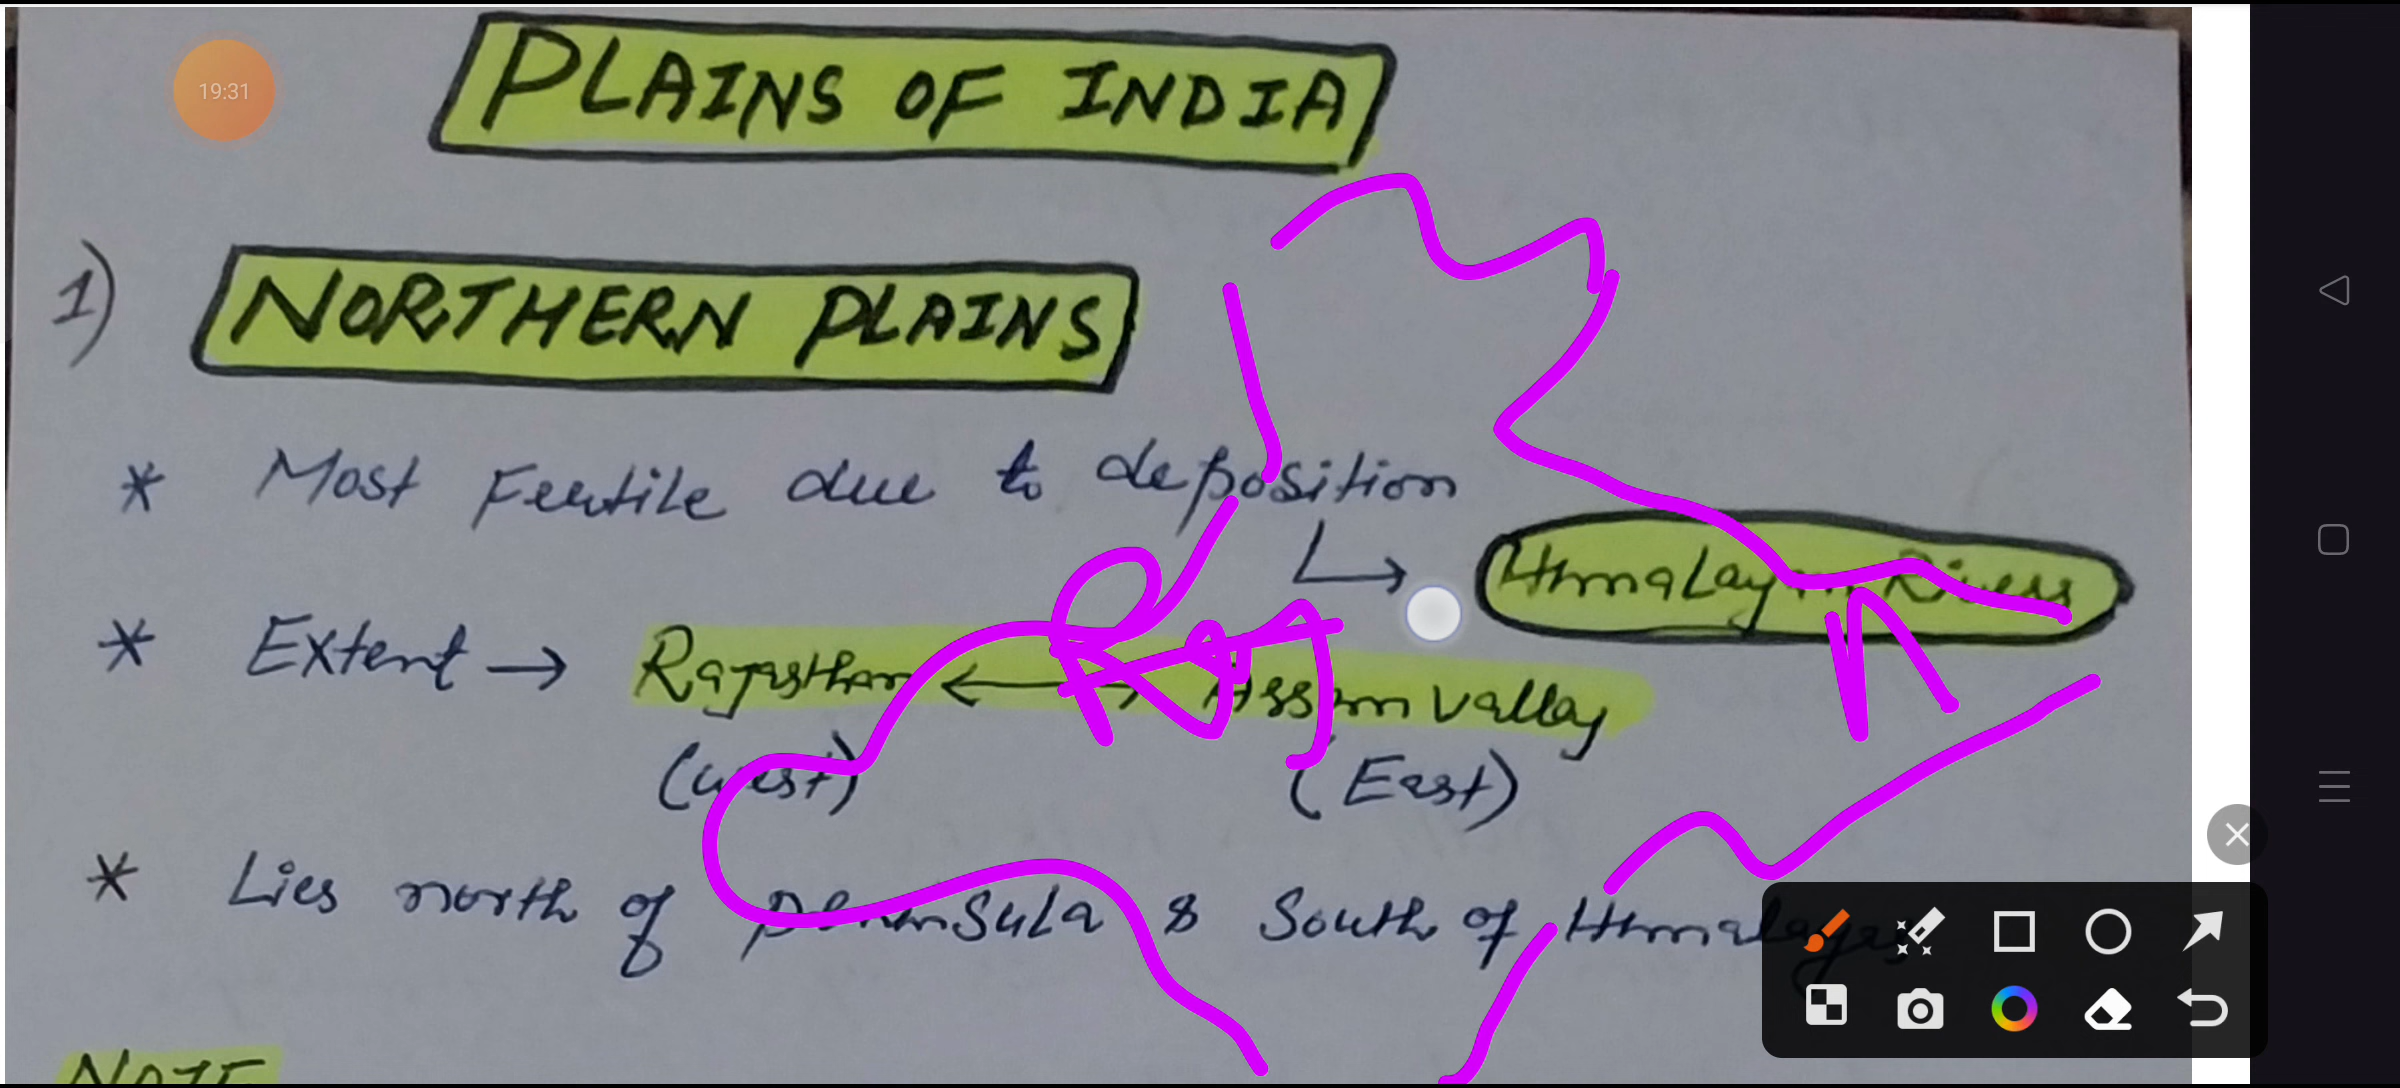 19:31
PLAINS OF INDIA
1) NORTHERN PLAINS
* Most Fertile due to deposition
↳ Himalayan Rivers
* Extent → Rajasthan ↔ Assam valley
(west) (East)
* Lies north of peninsula & South of Himalayas
Raj
N
NOTE